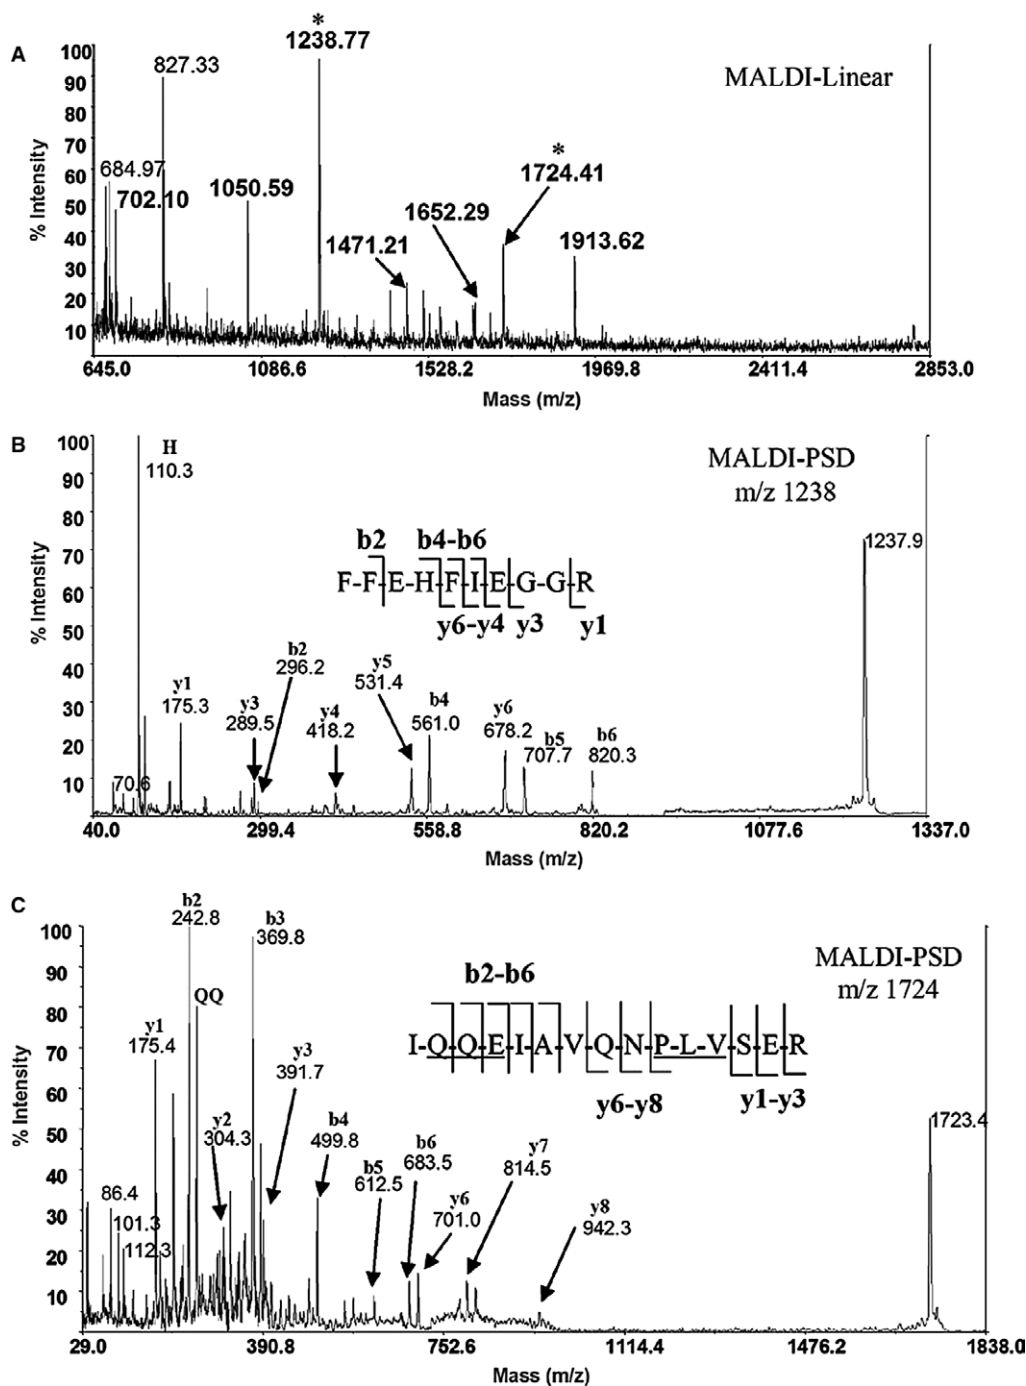 A
MALDI-Linear
*
1238.77
827.33
684.97
702.10
1050.59
1471.21
1652.29
*
1724.41
1913.62
100
90
80
70
60
50
40
30
20
10
% Intensity
645.0 1086.6 1528.2 1969.8 2411.4 2853.0
Mass (m/z)
B
MALDI-PSD
m/z 1238
H
110.3
1237.9
b2 b4-b6
F-F-E-H-F-I-E-G-G-R
y6-y4 y3 y1
70.6
y1
175.3
y3
289.5
b2
296.2
y4
418.2
y5
531.4
b4
561.0
y6
678.2
b5
707.7
b6
820.3
100
90
80
70
60
50
40
30
20
10
% Intensity
40.0 299.4 558.8 820.2 1077.6 1337.0
Mass (m/z)
C
MALDI-PSD
m/z 1724
b2
242.8
b3
369.8
QQ
y1
175.4
b2-b6
I-Q-Q-E-I-A-V-Q-N-P-L-V-S-E-R
y6-y8 y1-y3
y2
304.3
y3
391.7
86.4
101.3
112.3
b4
499.8
b5
612.5
b6
683.5
y6
701.0
y7
814.5
y8
942.3
1723.4
100
90
80
70
60
50
40
30
20
10
% Intensity
29.0 390.8 752.6 1114.4 1476.2 1838.0
Mass (m/z)